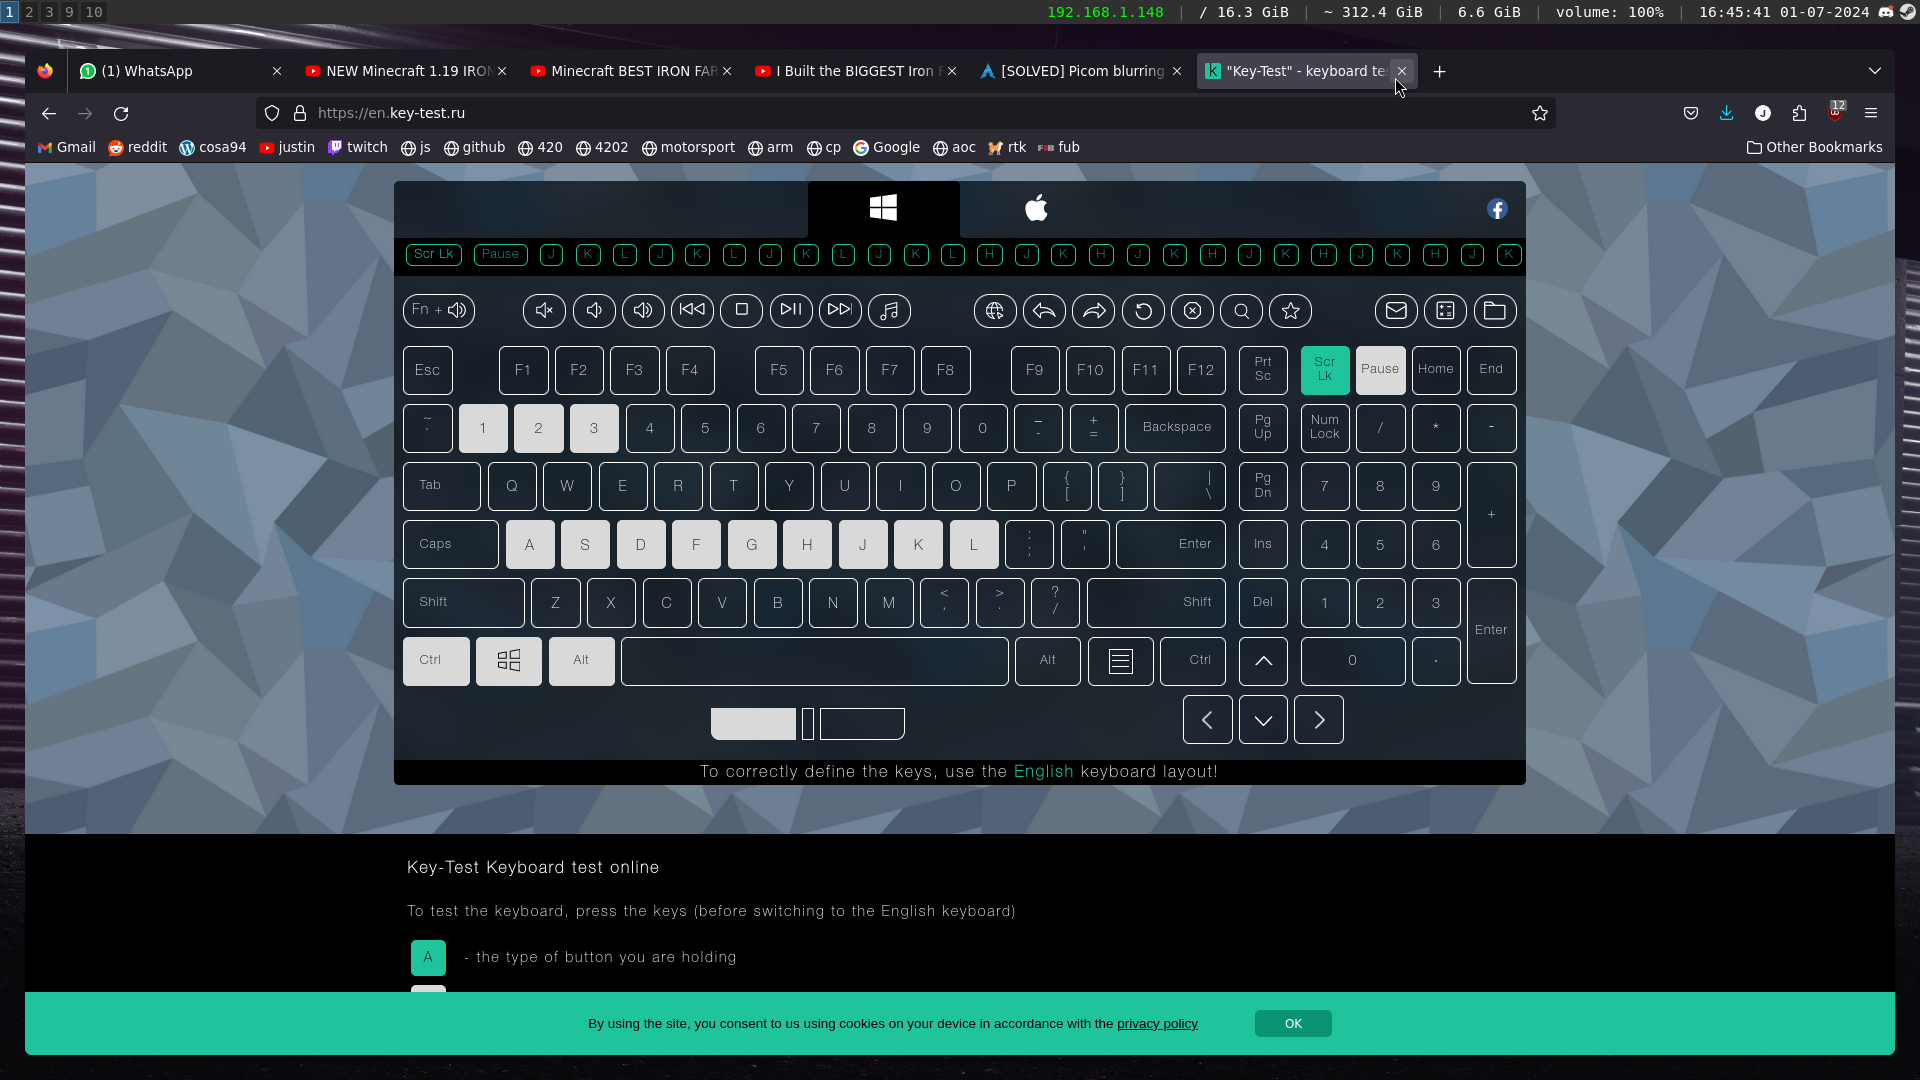 1 2 3 9 10 192.168.1.148 | / 16.3 GiB | ~ 312.4 GiB | 6.6 GiB | volume: 100% | 16:45:41 01-07-2024
(1) WhatsApp NEW Minecraft 1.19 IRON Minecraft BEST IRON FAR I Built the BIGGEST Iron F [SOLVED] Picom blurring "Key-Test" - keyboard te
https://en.key-test.ru 12
Gmail reddit cosa94 justin twitch js github 420 4202 motorsport arm cp Google aoc rtk fub Other Bookmarks
Scr Lk Pause J K L J K L J K L J K L H J K H J K H J K H J K H J K
Fn +
Esc F1 F2 F3 F4 F5 F6 F7 F8 F9 F10 F11 F12 Prt Sc Scr Lk Pause Home End
~ ` 1 2 3 4 5 6 7 8 9 0 _ - + = Backspace Pg Up Num Lock / * -
Tab Q W E R T Y U I O P { [ } ] | \ Pg Dn 7 8 9 +
Caps A S D F G H J K L : ; " ' Enter Ins 4 5 6
Shift Z X C V B N M < , > . ? / Shift Del 1 2 3 Enter
Ctrl Alt Alt Ctrl 0 .
To correctly define the keys, use the English keyboard layout!
Key-Test Keyboard test online
To test the keyboard, press the keys (before switching to the English keyboard)
A - the type of button you are holding
By using the site, you consent to us using cookies on your device in accordance with the privacy policy OK